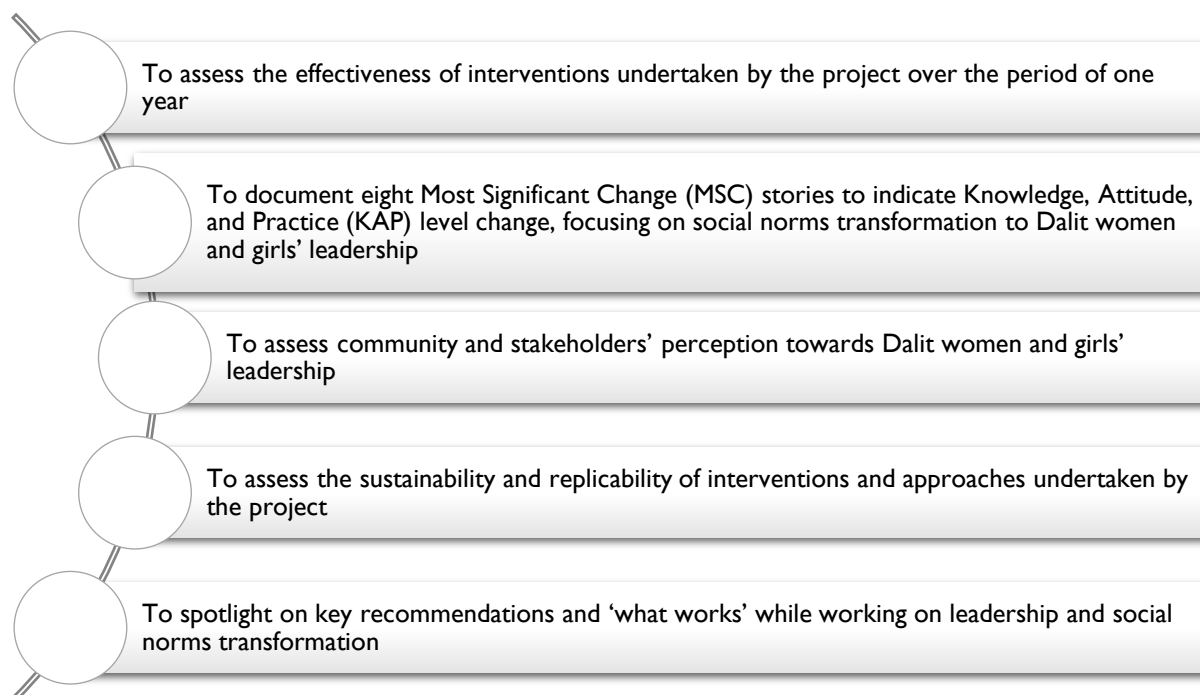 To assess the effectiveness of interventions undertaken by the project over the period of one
year
To document eight Most Significant Change (MSC) stories to indicate Knowledge, Attitude,
and Practice (KAP) level change, focusing on social norms transformation to Dalit women
and girls’ leadership
To assess community and stakeholders’ perception towards Dalit women and girls’
leadership
To assess the sustainability and replicability of interventions and approaches undertaken by
the project
To spotlight on key recommendations and ‘what works’ while working on leadership and social
norms transformation